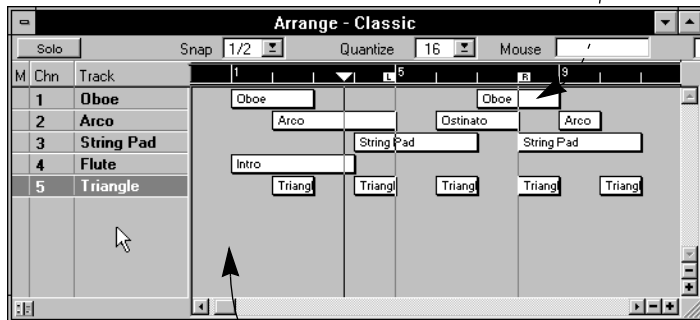 Arrange - Classic
Solo Snap 1/2 Quantize 16 Mouse
M Chn Track 1 L 5 R 9
1 Oboe Oboe Oboe
2 Arco Arco Ostinato Arco
3 String Pad String Pad String Pad
4 Flute Intro
5 Triangle Triangl Triangl Triangl Triangl Triangl